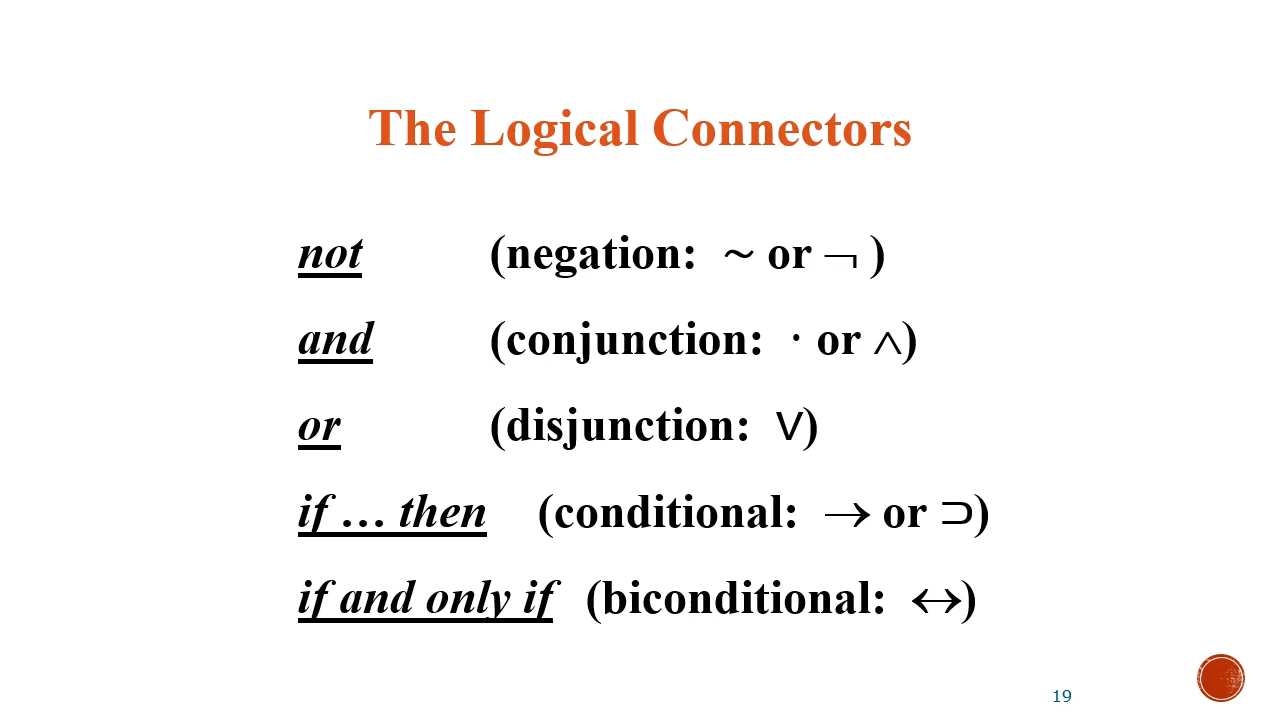 The Logical Connectors
not (negation: ~ or ¬ )
and (conjunction: · or ∧)
or (disjunction: ∨)
if … then (conditional: → or ⊃)
if and only if (biconditional: ↔)
19